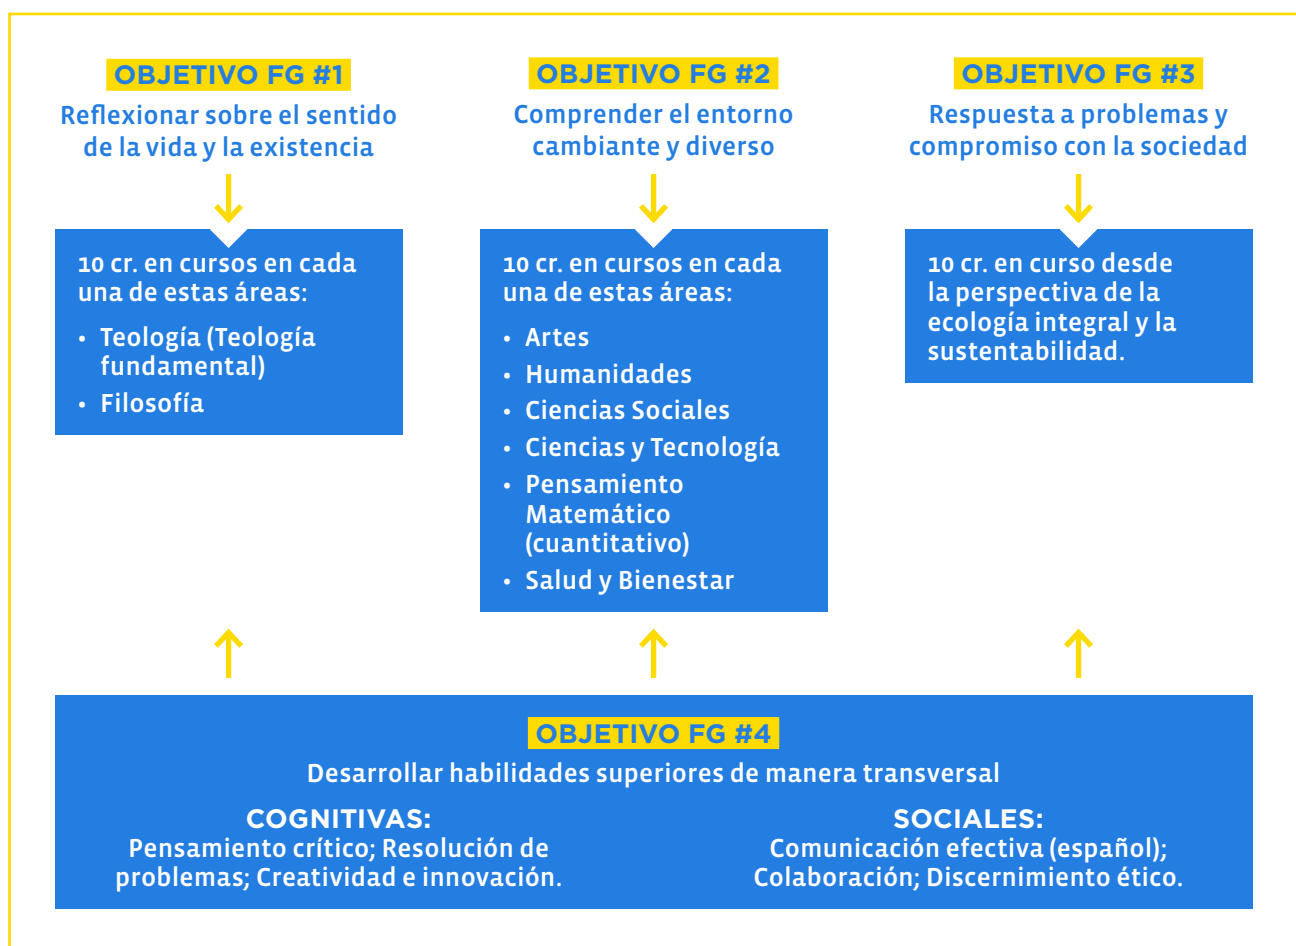 OBJETIVO FG #1
Reflexionar sobre el sentido
de la vida y la existencia
10 cr. en cursos en cada
una de estas áreas:
• Teología (Teología
fundamental)
• Filosofía
OBJETIVO FG #2
Comprender el entorno
cambiante y diverso
10 cr. en cursos en cada
una de estas áreas:
• Artes
• Humanidades
• Ciencias Sociales
• Ciencias y Tecnología
• Pensamiento
Matemático
(cuantitativo)
• Salud y Bienestar
OBJETIVO FG #3
Respuesta a problemas y
compromiso con la sociedad
10 cr. en curso desde
la perspectiva de la
ecología integral y la
sustentabilidad.
OBJETIVO FG #4
Desarrollar habilidades superiores de manera transversal
COGNITIVAS:
Pensamiento crítico; Resolución de
problemas; Creatividad e innovación.
SOCIALES:
Comunicación efectiva (español);
Colaboración; Discernimiento ético.